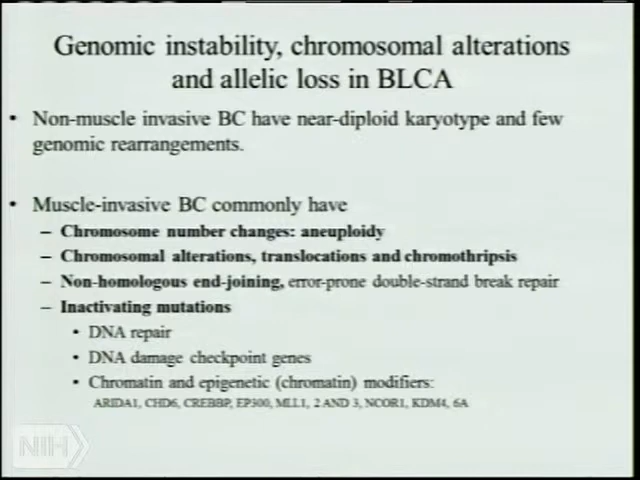 Genomic instability, chromosomal alterations
and allelic loss in BLCA
• Non-muscle invasive BC have near-diploid karyotype and few
genomic rearrangements.
• Muscle-invasive BC commonly have
– Chromosome number changes: aneuploidy
– Chromosomal alterations, translocations and chromothripsis
– Non-homologous end-joining, error-prone double-strand break repair
– Inactivating mutations
• DNA repair
• DNA damage checkpoint genes
• Chromatin and epigenetic (chromatin) modifiers:
ARIDA1, CHD6, CREBBP, EP300, MLL1, 2 AND 3, NCOR1, KDM4, 6A
NIH